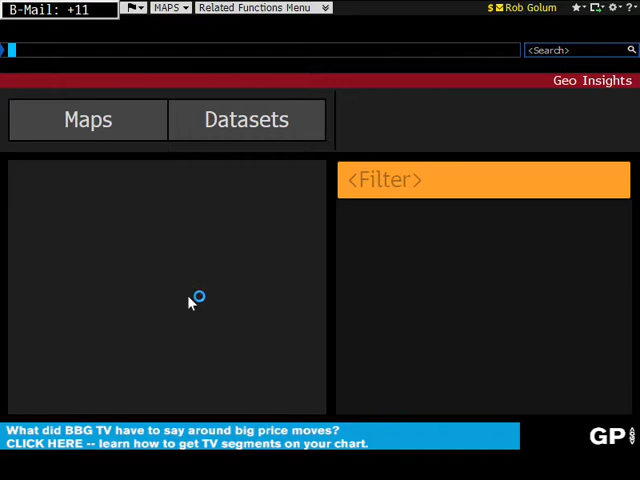 B-Mail: +11
MAPS
Related Functions Menu
$
Rob Golum
?
<Search>
Geo Insights
Maps
Datasets
<Filter>
What did BBG TV have to say around big price moves?
CLICK HERE -- learn how to get TV segments on your chart.
GP